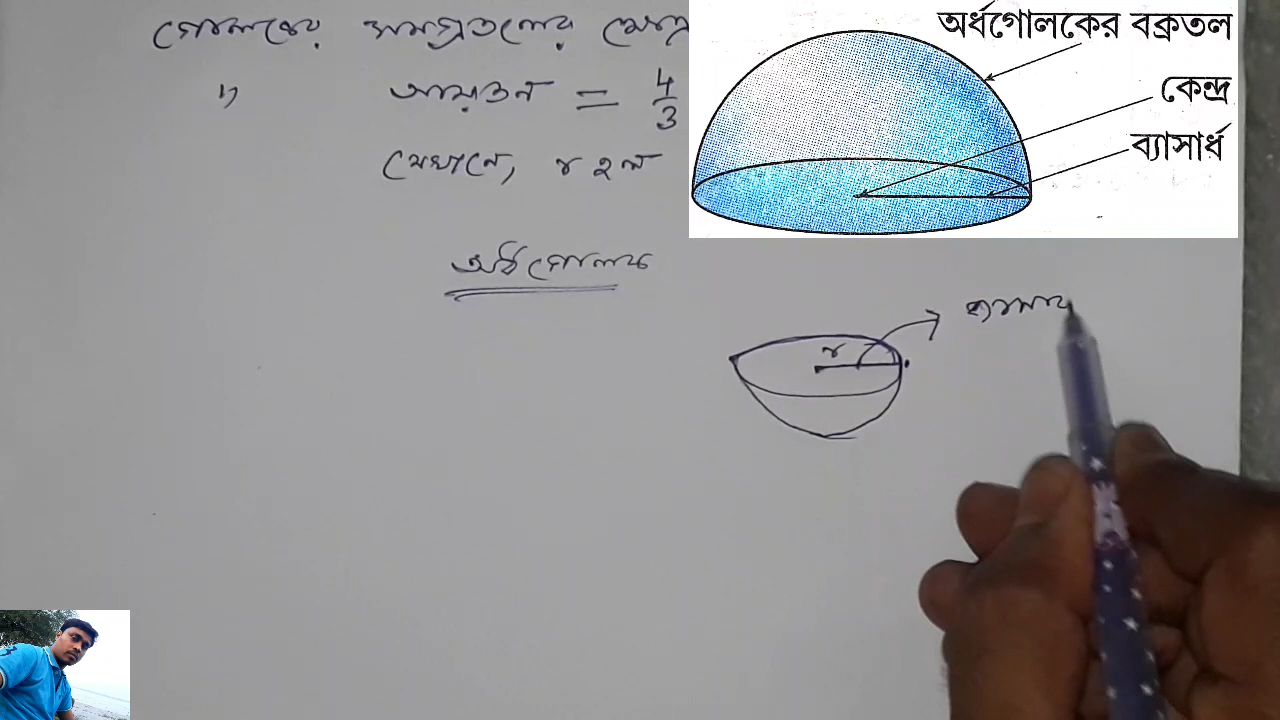 গোলকের সমগ্রতলের ক্ষেত্র
" আয়তন = 4/3
যেখানে, r হল
অর্ধগোলকের বক্রতল
কেন্দ্র
ব্যাসার্ধ
অর্ধগোলক
r
ব্যাসার্ধ